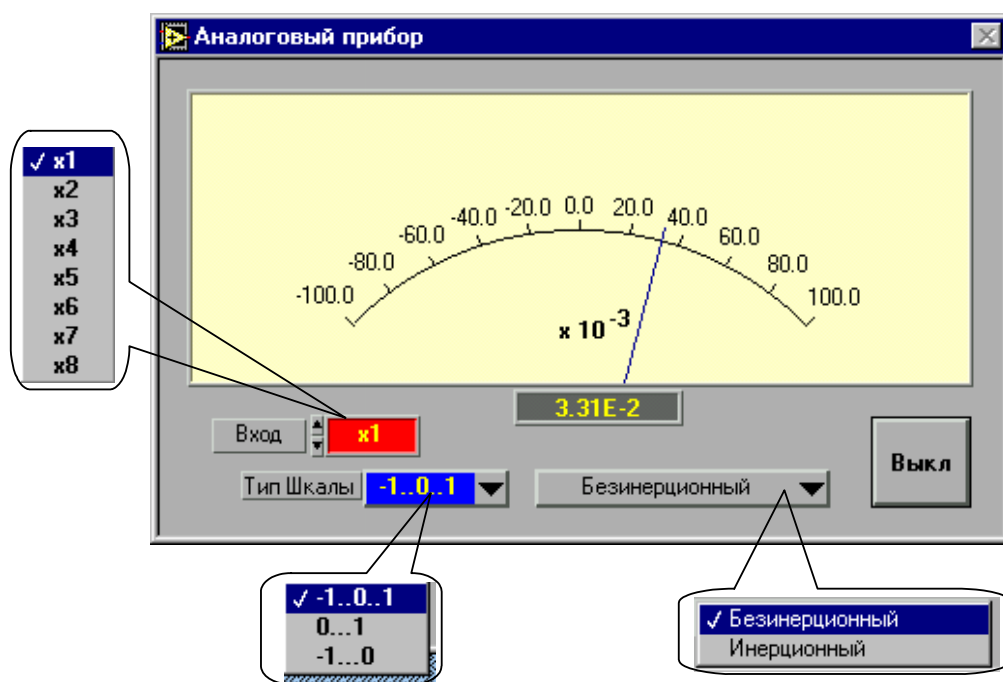 Аналоговый прибор
✓ x1
x2
x3
x4
x5
x6
x7
x8
-100.0 -80.0 -60.0 -40.0 -20.0 0.0 20.0 40.0 60.0 80.0 100.0
x 10 -3
3.31E-2
Вход x1
Выкл
Тип Шкалы -1..0..1 Безинерционный
✓ -1..0..1
0...1
-1...0
✓ Безинерционный
Инерционный